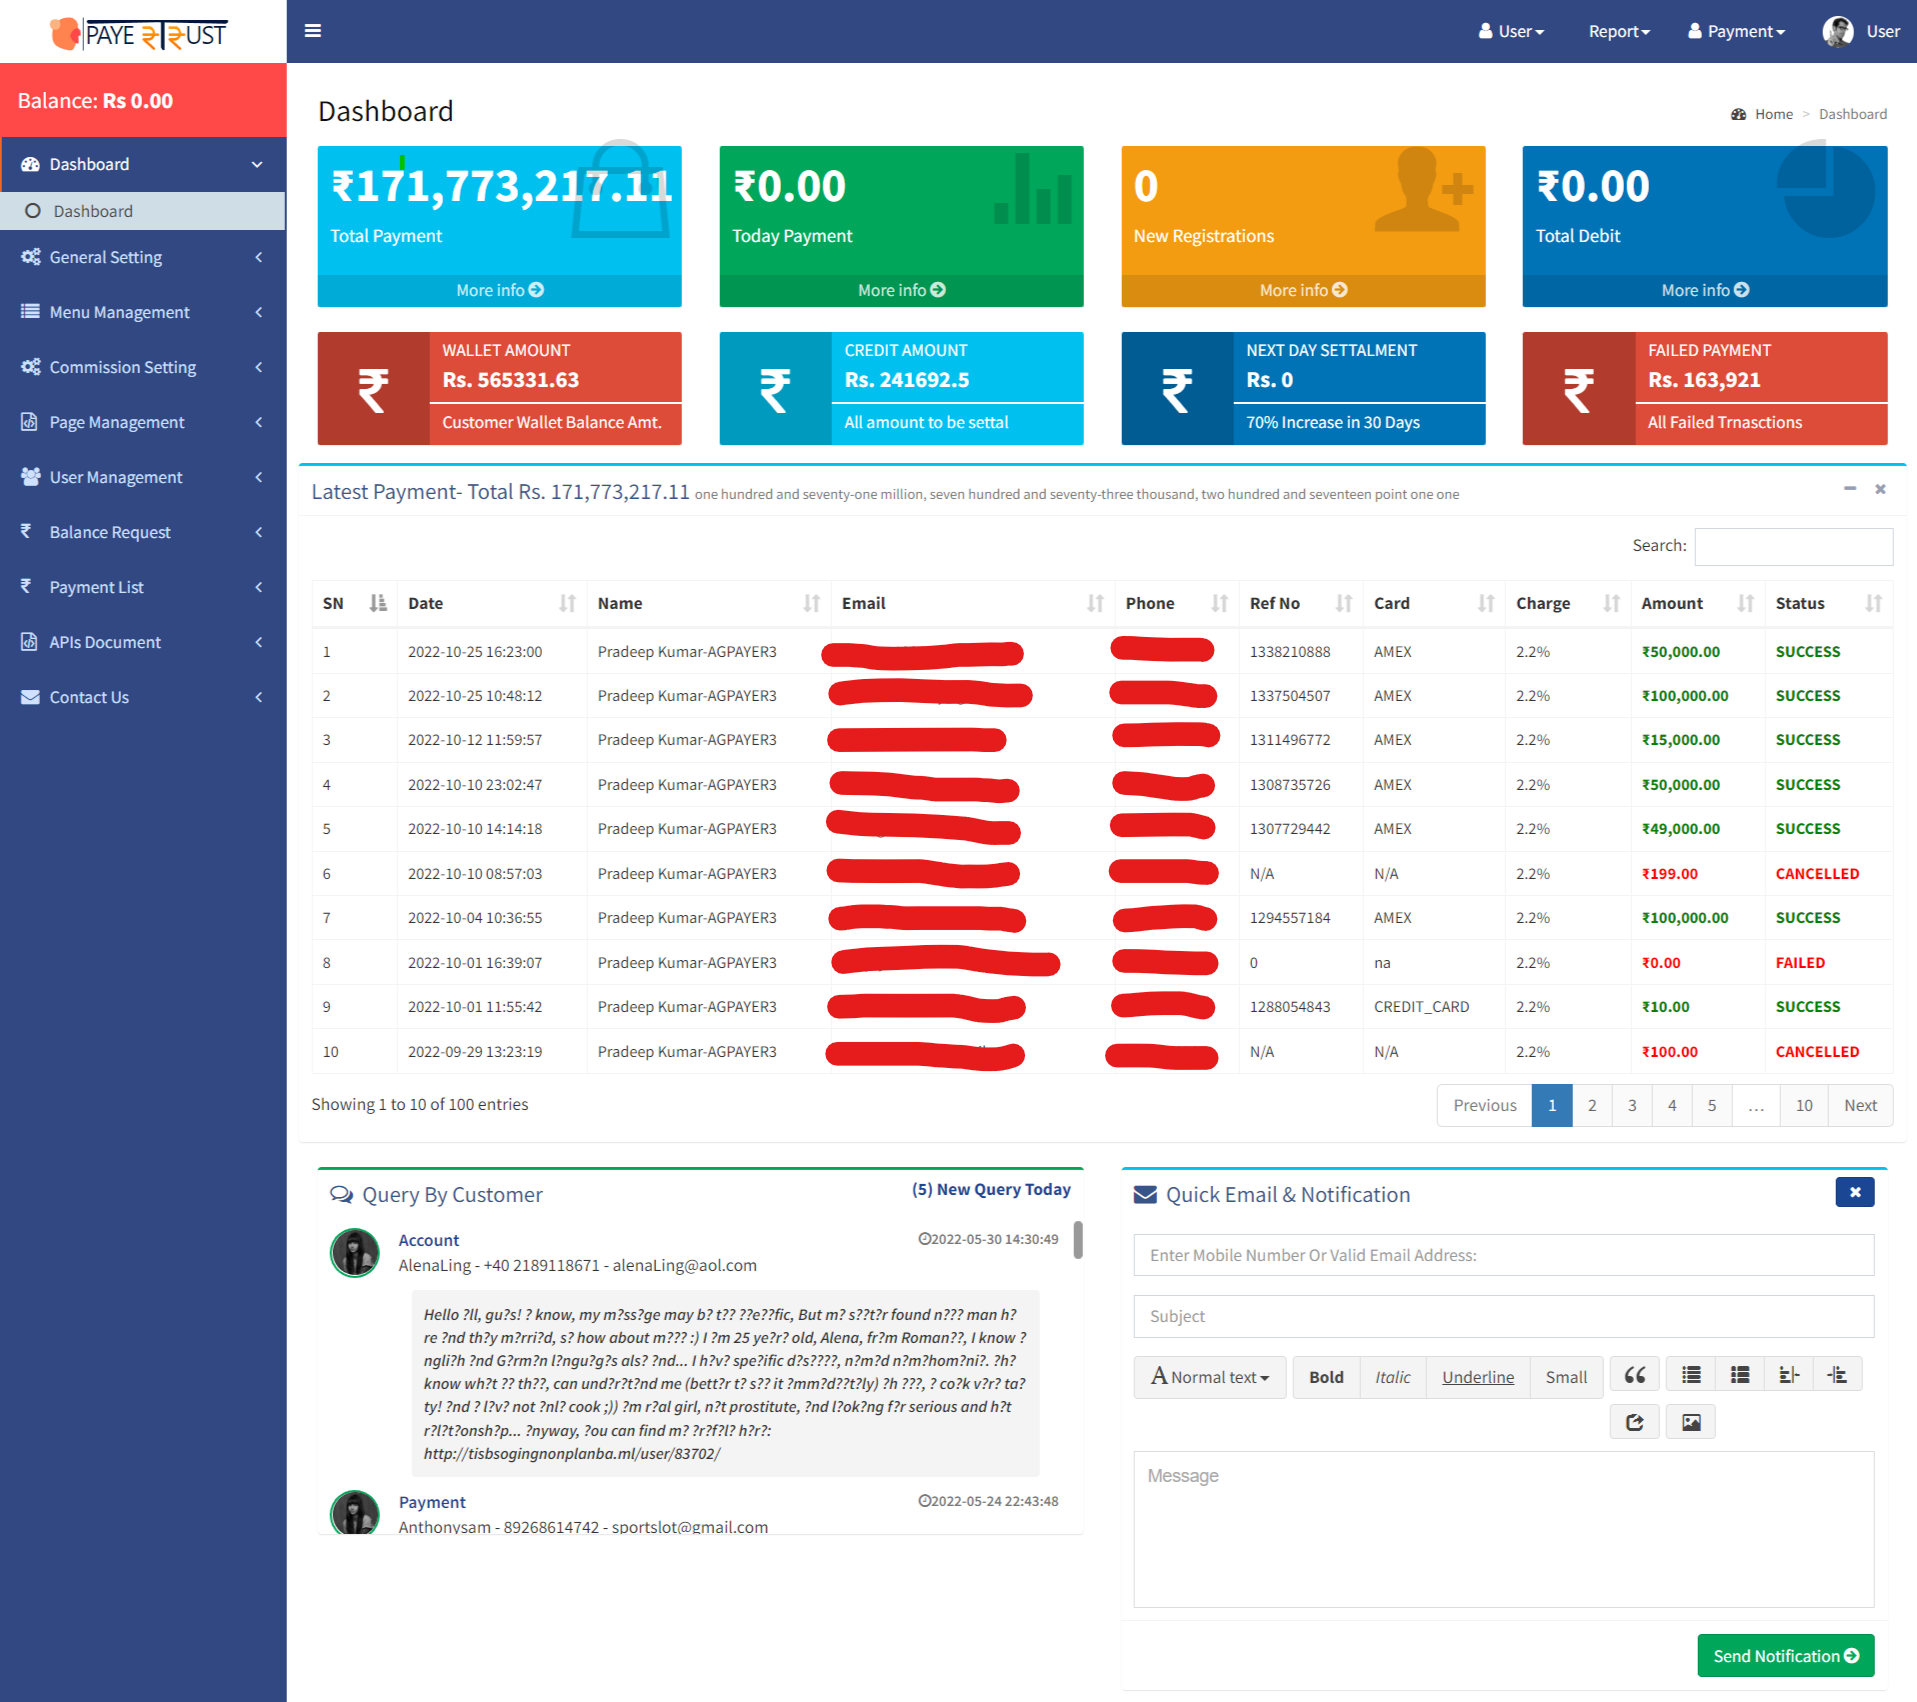 PAYE ₹ र ₹UST
User
Report
Payment
User
Balance: Rs 0.00
Dashboard
Dashboard
General Setting
Menu Management
Commission Setting
Page Management
User Management
₹ Balance Request
₹ Payment List
APIs Document
Contact Us
Dashboard
Home > Dashboard
₹171,773,217.11
Total Payment
More info
₹0.00
Today Payment
More info
0
New Registrations
More info
₹0.00
Total Debit
More info
₹
WALLET AMOUNT
Rs. 565331.63
Customer Wallet Balance Amt.
₹
CREDIT AMOUNT
Rs. 241692.5
All amount to be settal
₹
NEXT DAY SETTALMENT
Rs. 0
70% Increase in 30 Days
₹
FAILED PAYMENT
Rs. 163,921
All Failed Trnasctions
Latest Payment- Total Rs. 171,773,217.11 one hundred and seventy-one million, seven hundred and seventy-three thousand, two hundred and seventeen point one one
Search:
SN Date Name Email Phone Ref No Card Charge Amount Status
1 2022-10-25 16:23:00 Pradeep Kumar-AGPAYER3 1338210888 AMEX 2.2% ₹50,000.00 SUCCESS
2 2022-10-25 10:48:12 Pradeep Kumar-AGPAYER3 1337504507 AMEX 2.2% ₹100,000.00 SUCCESS
3 2022-10-12 11:59:57 Pradeep Kumar-AGPAYER3 1311496772 AMEX 2.2% ₹15,000.00 SUCCESS
4 2022-10-10 23:02:47 Pradeep Kumar-AGPAYER3 1308735726 AMEX 2.2% ₹50,000.00 SUCCESS
5 2022-10-10 14:14:18 Pradeep Kumar-AGPAYER3 1307729442 AMEX 2.2% ₹49,000.00 SUCCESS
6 2022-10-10 08:57:03 Pradeep Kumar-AGPAYER3 N/A N/A 2.2% ₹199.00 CANCELLED
7 2022-10-04 10:36:55 Pradeep Kumar-AGPAYER3 1294557184 AMEX 2.2% ₹100,000.00 SUCCESS
8 2022-10-01 16:39:07 Pradeep Kumar-AGPAYER3 0 na 2.2% ₹0.00 FAILED
9 2022-10-01 11:55:42 Pradeep Kumar-AGPAYER3 1288054843 CREDIT_CARD 2.2% ₹10.00 SUCCESS
10 2022-09-29 13:23:19 Pradeep Kumar-AGPAYER3 N/A N/A 2.2% ₹100.00 CANCELLED
Showing 1 to 10 of 100 entries
Previous 1 2 3 4 5 … 10 Next
Query By Customer
(5) New Query Today
Account
2022-05-30 14:30:49
AlenaLing - +40 2189118671 - alenaLing@aol.com
Hello ?ll, gu?s! ? know, my m?ss?ge may b? t?? ??e??fic, But m? s??t?r found n??? man h?
re ?nd th?y m?rri?d, s? how about m??? :) I ?m 25 ye?r? old, Alena, fr?m Roman??, I know ?
ngli?h ?nd G?rm?n l?ngu?g?s als? ?nd... I h?v? spe?ific d?s????, n?m?d n?m?hom?ni?. ?h?
know wh?t ?? th??, can und?r?t?nd me (bett?r t? s?? it ?mm?d??t?ly) ?h ???, ? co?k v?r? ta?
ty! ?nd ? l?v? not ?nl? cook ;)) ?m r?al girl, n?t prostitute, ?nd l?ok?ng f?r serious and h?t
r?l?t?onsh?p... ?nyway, ?ou can find m? ?r?f?l? h?r?:
http://tisbsogingnonplanba.ml/user/83702/
Payment
2022-05-24 22:43:48
Anthonysam - 89268614742 - sportslot@gmail.com
Quick Email & Notification
Enter Mobile Number Or Valid Email Address:
Subject
A Normal text Bold Italic Underline Small
Message
Send Notification